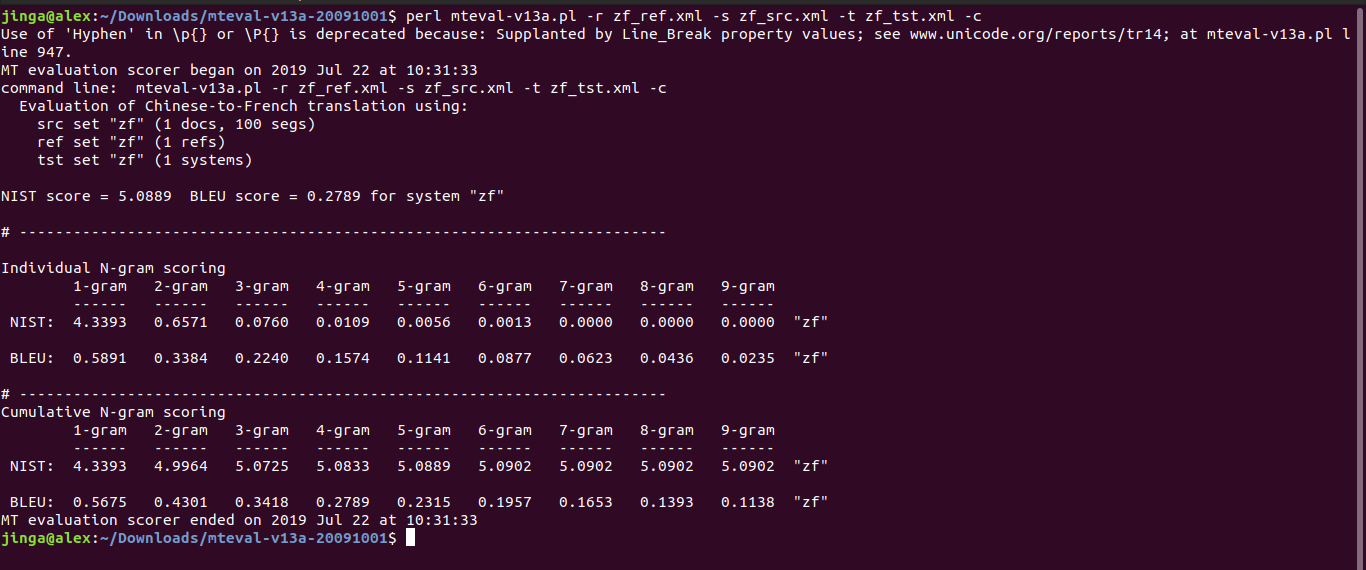 jinga@alex:~/Downloads/mteval-v13a-20091001$ perl mteval-v13a.pl -r zf_ref.xml -s zf_src.xml -t zf_tst.xml -c
Use of 'Hyphen' in \p{} or \P{} is deprecated because: Supplanted by Line_Break property values; see www.unicode.org/reports/tr14; at mteval-v13a.pl l
ine 947.
MT evaluation scorer began on 2019 Jul 22 at 10:31:33
command line:  mteval-v13a.pl -r zf_ref.xml -s zf_src.xml -t zf_tst.xml -c
  Evaluation of Chinese-to-French translation using:
    src set "zf" (1 docs, 100 segs)
    ref set "zf" (1 refs)
    tst set "zf" (1 systems)
NIST score = 5.0889  BLEU score = 0.2789 for system "zf"
# ------------------------------------------------------------------------
Individual N-gram scoring
        1-gram   2-gram   3-gram   4-gram   5-gram   6-gram   7-gram   8-gram   9-gram
        ------   ------   ------   ------   ------   ------   ------   ------   ------
 NIST:  4.3393   0.6571   0.0760   0.0109   0.0056   0.0013   0.0000   0.0000   0.0000  "zf"
 BLEU:  0.5891   0.3384   0.2240   0.1574   0.1141   0.0877   0.0623   0.0436   0.0235  "zf"
# ------------------------------------------------------------------------
Cumulative N-gram scoring
        1-gram   2-gram   3-gram   4-gram   5-gram   6-gram   7-gram   8-gram   9-gram
        ------   ------   ------   ------   ------   ------   ------   ------   ------
 NIST:  4.3393   4.9964   5.0725   5.0833   5.0889   5.0902   5.0902   5.0902   5.0902  "zf"
 BLEU:  0.5675   0.4301   0.3418   0.2789   0.2315   0.1957   0.1653   0.1393   0.1138  "zf"
MT evaluation scorer ended on 2019 Jul 22 at 10:31:33
jinga@alex:~/Downloads/mteval-v13a-20091001$